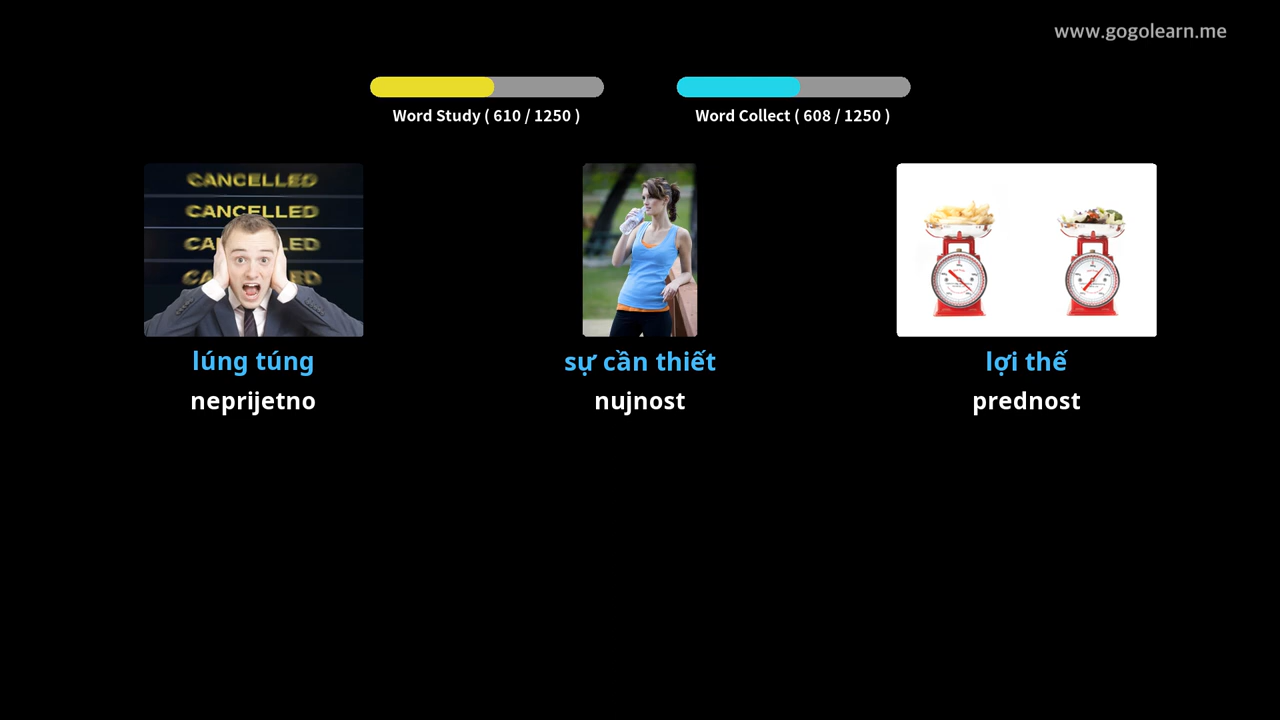 www.gogolearn.me
Word Study ( 610 / 1250 )
Word Collect ( 608 / 1250 )
CANCELLED
CANCELLED
lúng túng
sự cần thiết
lợi thế
neprijetno
nujnost
prednost